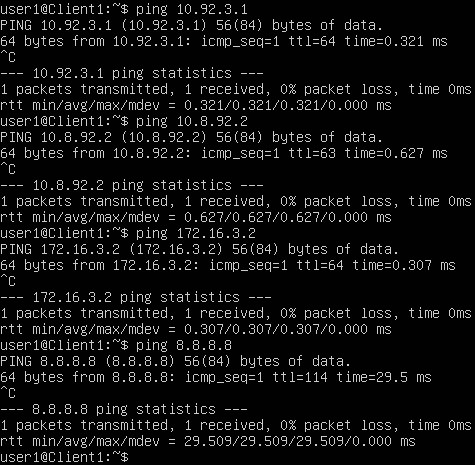 user1@Client1:~$ ping 10.92.3.1
PING 10.92.3.1 (10.92.3.1) 56(84) bytes of data.
64 bytes from 10.92.3.1: icmp_seq=1 ttl=64 time=0.321 ms
^C
--- 10.92.3.1 ping statistics ---
1 packets transmitted, 1 received, 0% packet loss, time 0ms
rtt min/avg/max/mdev = 0.321/0.321/0.321/0.000 ms
user1@Client1:~$ ping 10.8.92.2
PING 10.8.92.2 (10.8.92.2) 56(84) bytes of data.
64 bytes from 10.8.92.2: icmp_seq=1 ttl=63 time=0.627 ms
^C
--- 10.8.92.2 ping statistics ---
1 packets transmitted, 1 received, 0% packet loss, time 0ms
rtt min/avg/max/mdev = 0.627/0.627/0.627/0.000 ms
user1@Client1:~$ ping 172.16.3.2
PING 172.16.3.2 (172.16.3.2) 56(84) bytes of data.
64 bytes from 172.16.3.2: icmp_seq=1 ttl=64 time=0.307 ms
^C
--- 172.16.3.2 ping statistics ---
1 packets transmitted, 1 received, 0% packet loss, time 0ms
rtt min/avg/max/mdev = 0.307/0.307/0.307/0.000 ms
user1@Client1:~$ ping 8.8.8.8
PING 8.8.8.8 (8.8.8.8) 56(84) bytes of data.
64 bytes from 8.8.8.8: icmp_seq=1 ttl=114 time=29.5 ms
^C
--- 8.8.8.8 ping statistics ---
1 packets transmitted, 1 received, 0% packet loss, time 0ms
rtt min/avg/max/mdev = 29.509/29.509/29.509/0.000 ms
user1@Client1:~$